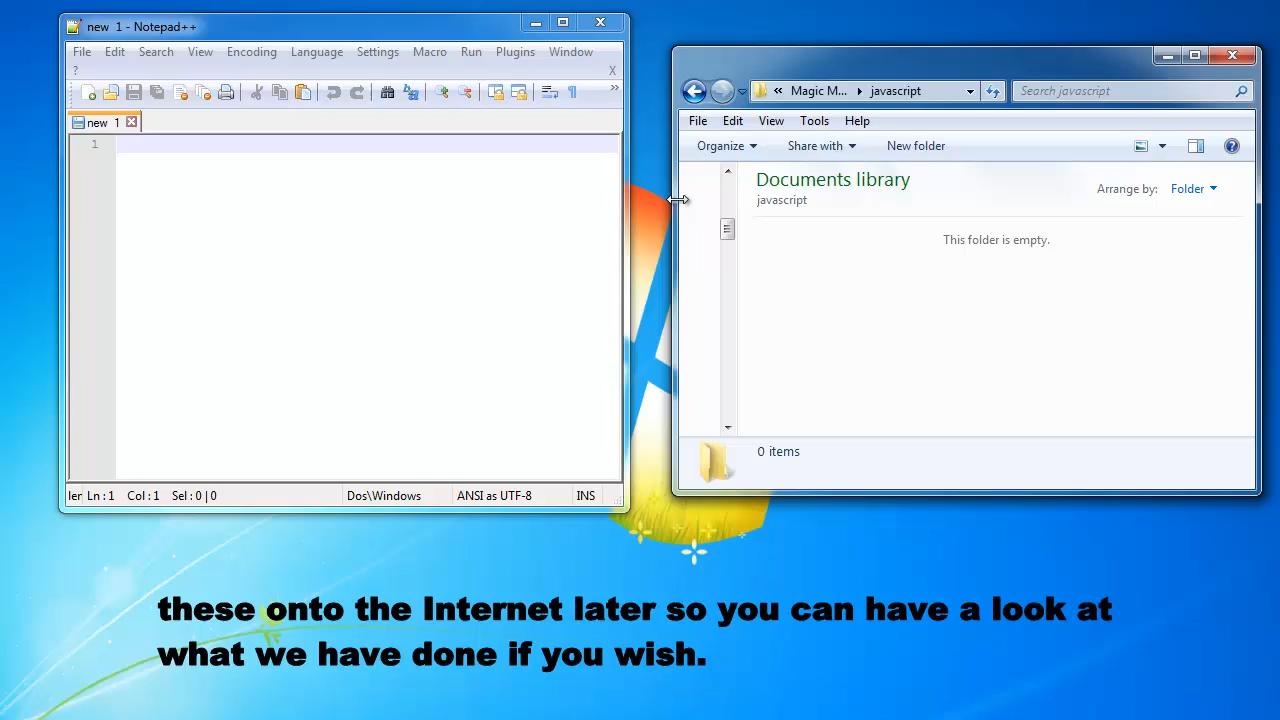 new 1 - Notepad++
File Edit Search View Encoding Language Settings Macro Run Plugins Window
? X
new 1
1
len Ln : 1 Col : 1 Sel : 0 | 0 Dos\Windows ANSI as UTF-8 INS
« Magic M... javascript Search javascript
File Edit View Tools Help
Organize Share with New folder
Documents library
javascript
Arrange by: Folder
This folder is empty.
0 items
these onto the Internet later so you can have a look at
what we have done if you wish.